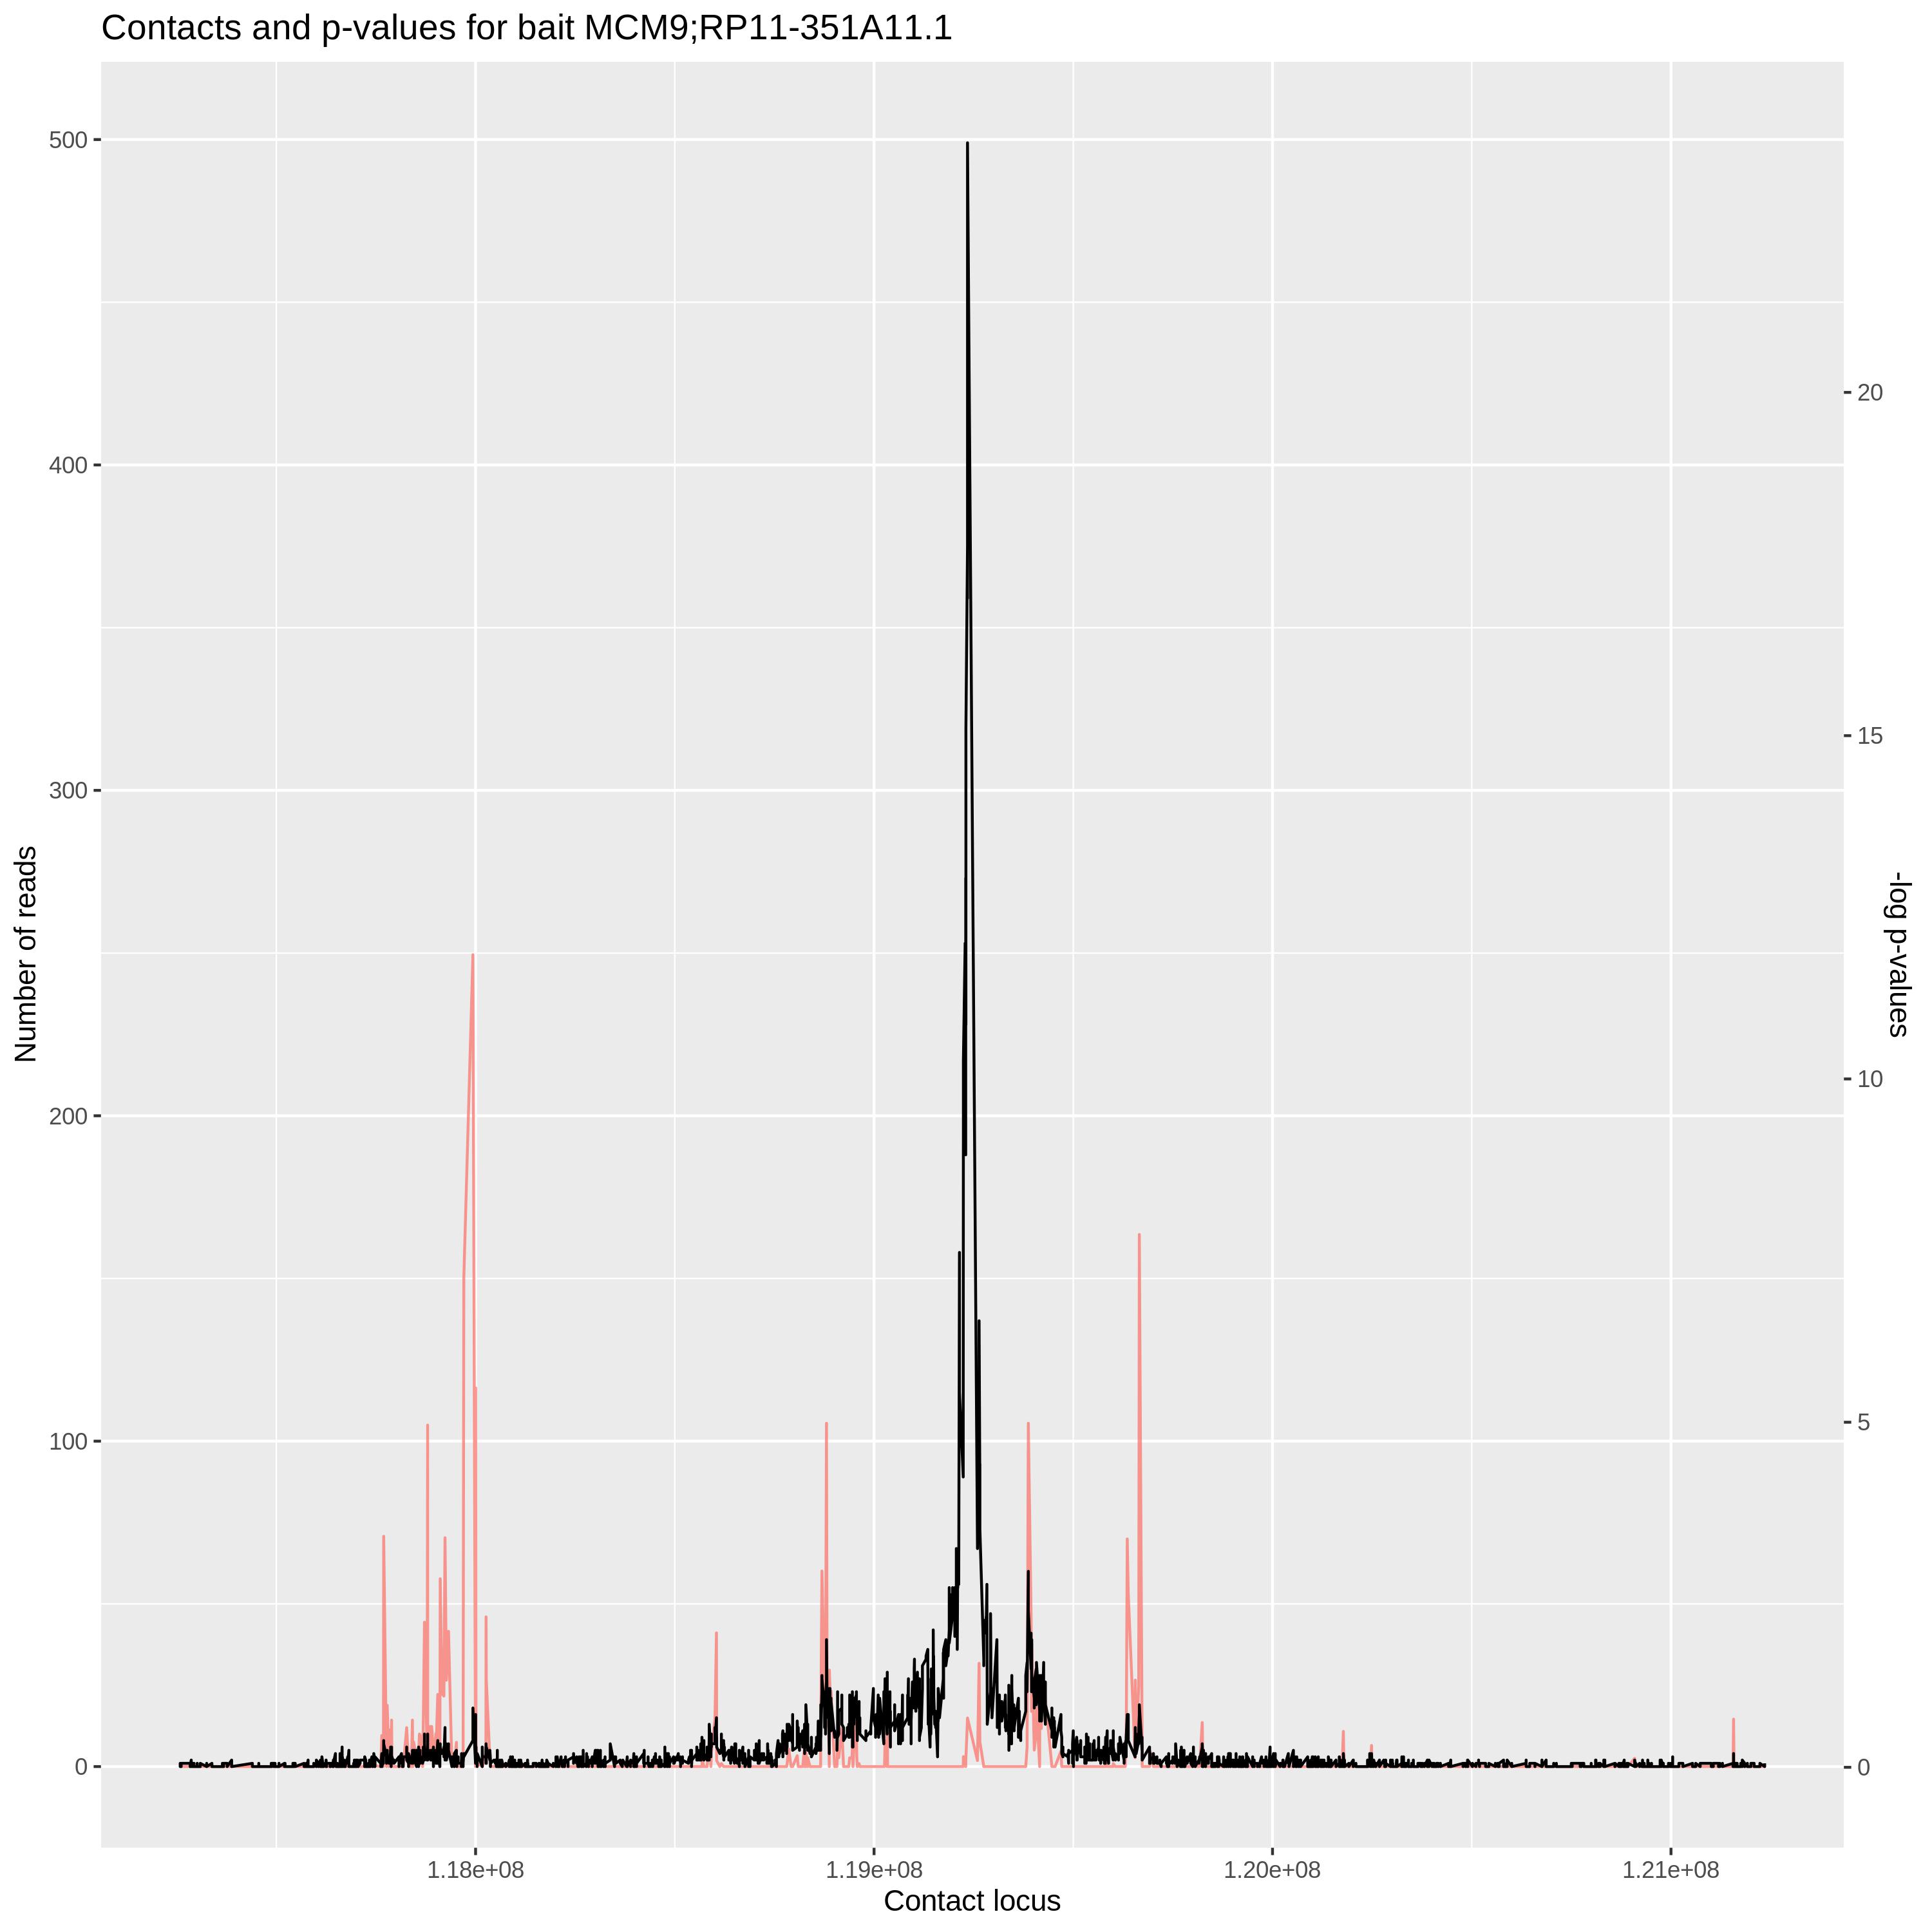 Contacts and p-values for bait MCM9;RP11-351A11.1
500
400
300
200
100
0
Number of reads
20
15
10
5
0
-log p-values
1.18e+08 1.19e+08 1.20e+08 1.21e+08
Contact locus